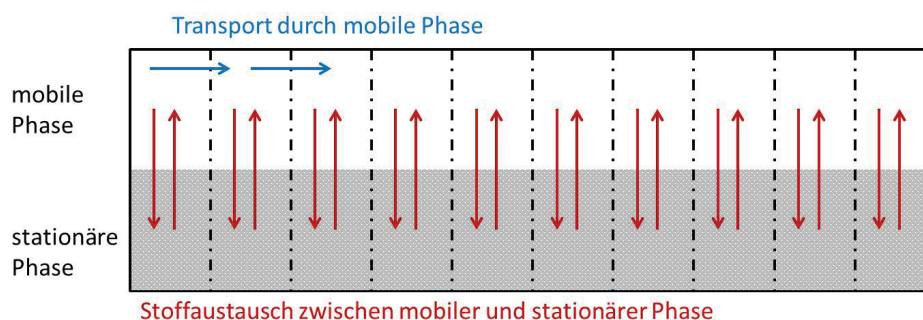 Transport durch mobile Phase
mobile
Phase
stationäre
Phase
Stoffaustausch zwischen mobiler und stationärer Phase